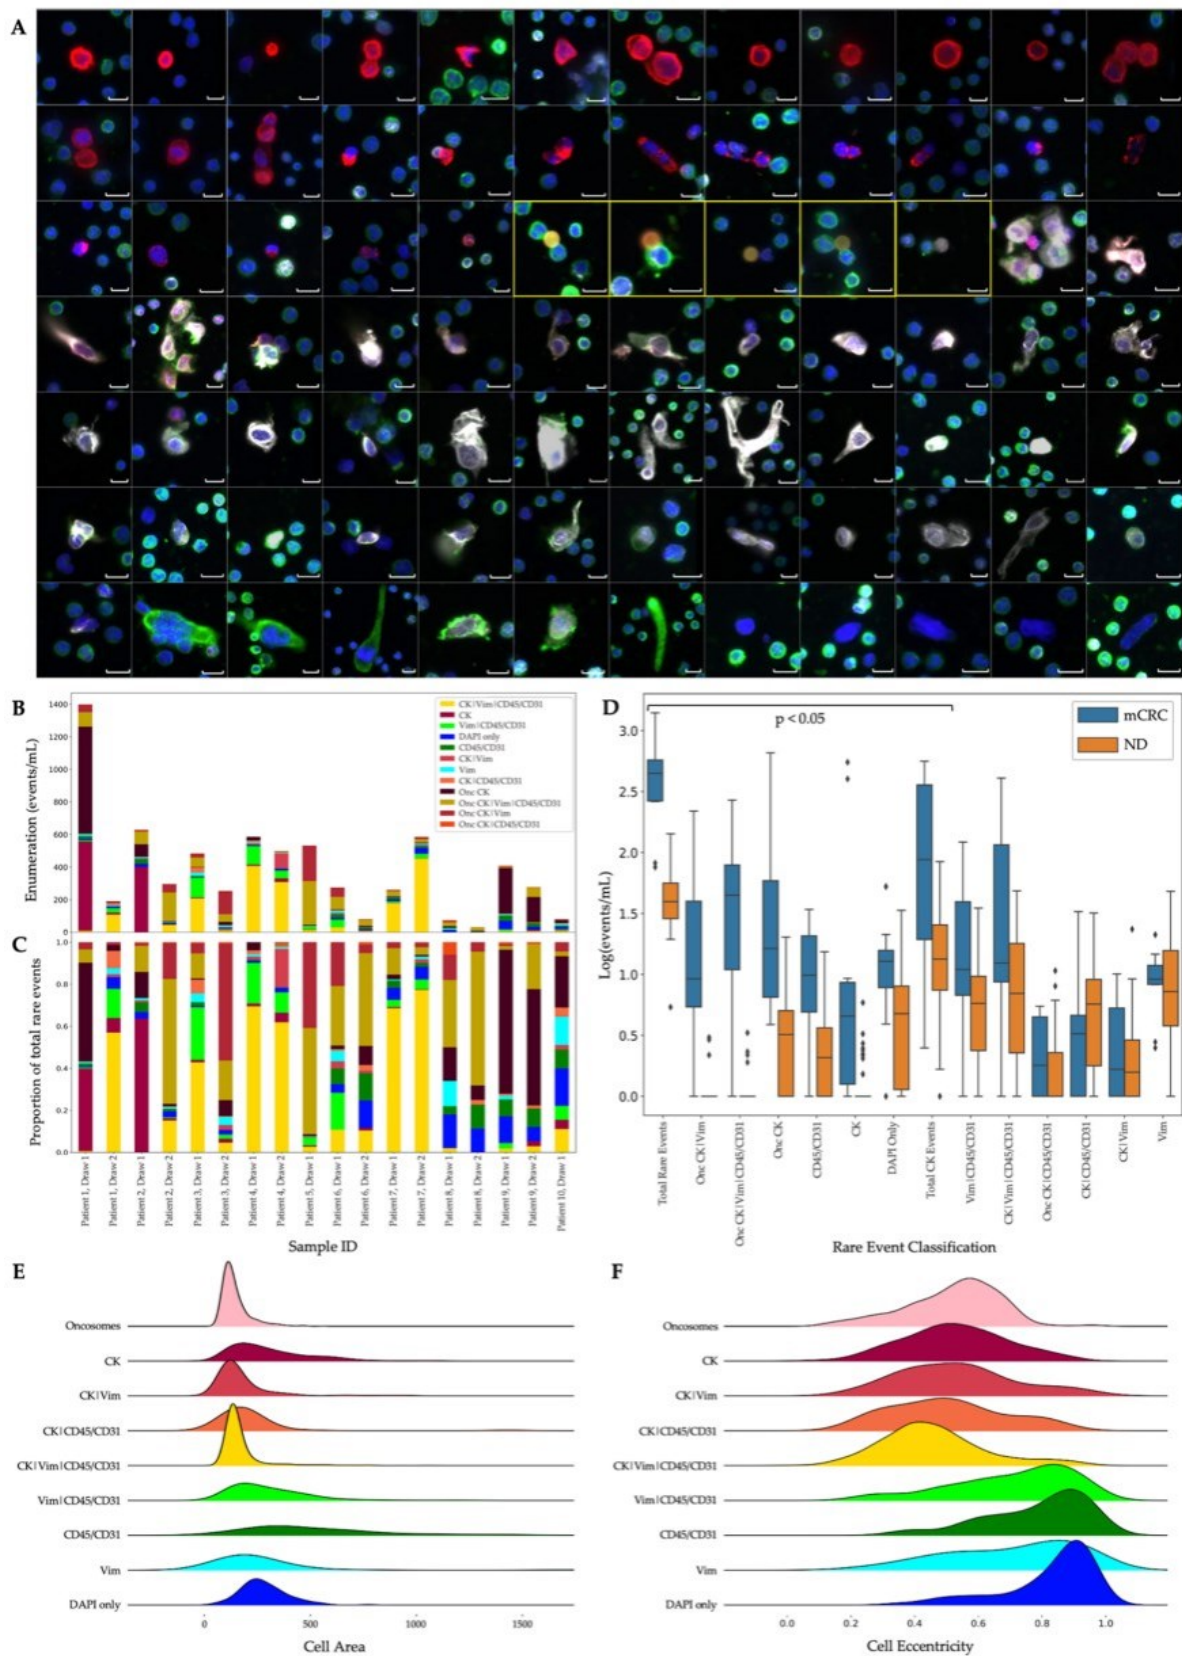 A
B
Enumeration (events/mL)
1400
1200
1000
800
600
400
200
0
CK|Vim|CD45/CD31
CK
Vim|CD45/CD31
DAPI only
CD45/CD31
CK|Vim
Vim
CK|CD45/CD31
Onc CK
Onc CK|Vim|CD45/CD31
Onc CK|Vim
Onc CK|CD45/CD31
C
Proportion of total rare events
1.0
0.8
0.6
0.4
0.2
0.0
Patient 1, Draw 1
Patient 1, Draw 2
Patient 2, Draw 1
Patient 2, Draw 2
Patient 3, Draw 1
Patient 3, Draw 2
Patient 4, Draw 1
Patient 4, Draw 2
Patient 5, Draw 1
Patient 6, Draw 1
Patient 6, Draw 2
Patient 7, Draw 1
Patient 7, Draw 2
Patient 8, Draw 1
Patient 8, Draw 2
Patient 9, Draw 1
Patient 9, Draw 2
Patient 10, Draw 1
Sample ID
D
p < 0.05
mCRC
ND
Log(events/mL)
3.0
2.5
2.0
1.5
1.0
0.5
0.0
Total Rare Events
Onc CK|Vim
Onc CK|Vim|CD45/CD31
Onc CK
CD45/CD31
CK
DAPI Only
Total CK Events
Vim|CD45/CD31
CK|Vim|CD45/CD31
Onc CK|CD45/CD31
CK|CD45/CD31
CK|Vim
Vim
Rare Event Classification
E
Oncosomes
CK
CK|Vim
CK|CD45/CD31
CK|Vim|CD45/CD31
Vim|CD45/CD31
CD45/CD31
Vim
DAPI only
0 500 1000 1500
Cell Area
F
Oncosomes
CK
CK|Vim
CK|CD45/CD31
CK|Vim|CD45/CD31
Vim|CD45/CD31
CD45/CD31
Vim
DAPI only
0.0 0.2 0.4 0.6 0.8 1.0
Cell Eccentricity